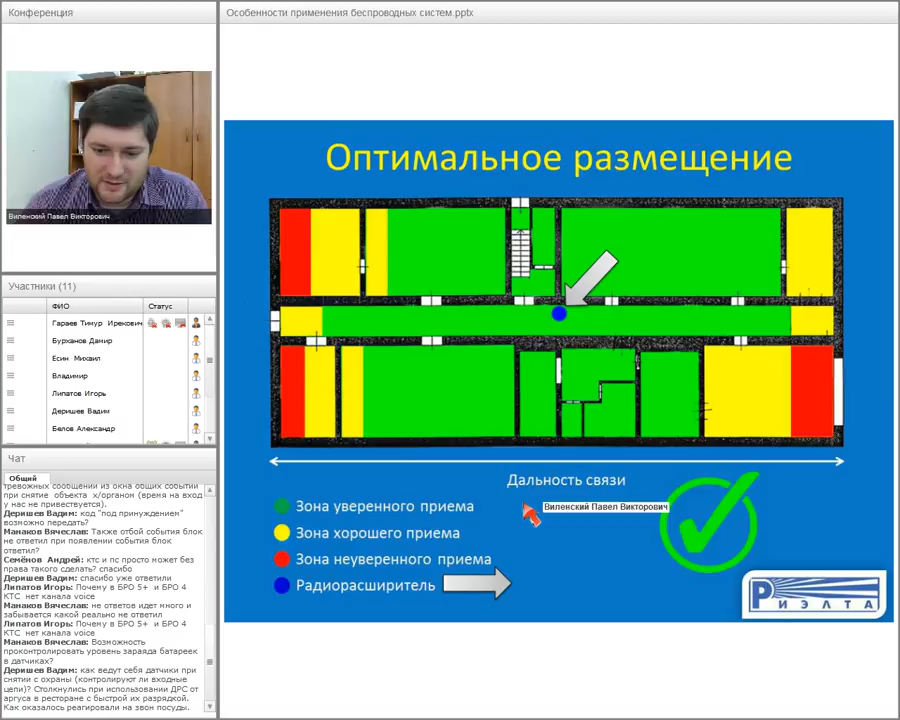 Конференция
Особенности применения беспроводных систем.pptx
Виленский Павел Викторович
Участники (11)
ФИО
Статус
Гараев Тимур Ирекович
Бурханов Дамир
Есин Михаил
Владимир
Липатов Игорь
Деришев Вадим
Белов Александр
Чат
Общий
тревожных сообщений из окна общих событий
при снятие объекта х/органом (время на вход
у нас не приветствуется).
Деришев Вадим: код "под принуждением"
возможно передать?
Манаков Вячеслав: Также отбой события блок
не ответил при появлении события блок
ответил?
Семёнов Андрей: ктс и пс просто может без
права такого сделать? спасибо
Деришев Вадим: спасибо уже ответили
Липатов Игорь: Почему в БРО 5+ и БРО 4
КТС нет канала voice
Манаков Вячеслав: не ответов идет много и
забывается какой реально не ответил
Липатов Игорь: Почему в БРО 5+ и БРО 4
КТС нет канала voice
Манаков Вячеслав: Возможность
проконтролировать уровень зараяда батареек
в датчиках?
Деришев Вадим: как ведут себя датчики при
снятии с охраны (контролируют ли входные
цепи)? Столкнулись при использовании ДРС от
аргуса в ресторане с быстрой их разрядкой.
Как оказалось реагировали на звон посуды.
Оптимальное размещение
Дальность связи
Виленский Павел Викторович
Зона уверенного приема
Зона хорошего приема
Зона неуверенного приема
Радиорасширитель
РИЭЛТА